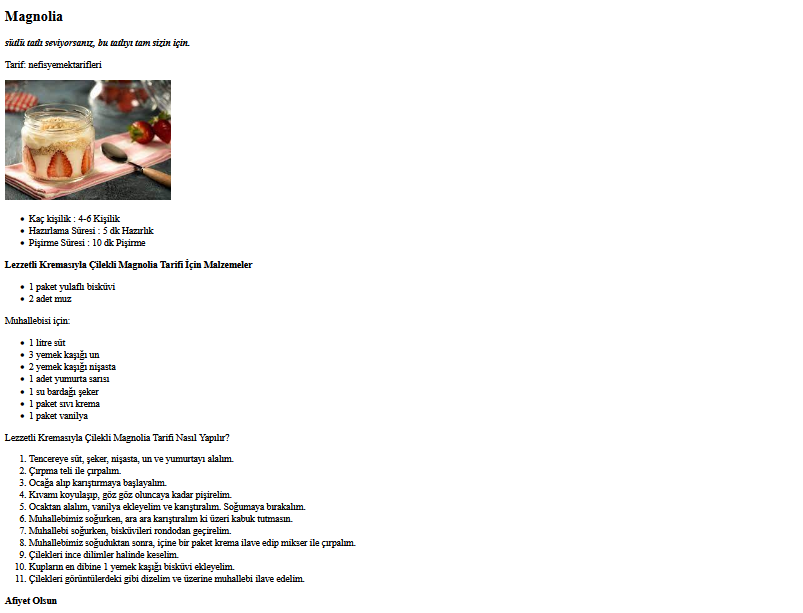 Magnolia
sütlü tatlı seviyorsanız, bu tatlıyı tam sizin için.
Tarif: nefisyemektarifleri
Kaç kişilik : 4-6 Kişilik
Hazırlama Süresi : 5 dk Hazırlık
Pişirme Süresi : 10 dk Pişirme
Lezzetli Kremasıyla Çilekli Magnolia Tarifi İçin Malzemeler
1 paket yulaflı bisküvi
2 adet muz
Muhallebisi için:
1 litre süt
3 yemek kaşığı un
2 yemek kaşığı nişasta
1 adet yumurta sarısı
1 su bardağı şeker
1 paket sıvı krema
1 paket vanilya
Lezzetli Kremasıyla Çilekli Magnolia Tarifi Nasıl Yapılır?
1. Tencereye süt, şeker, nişasta, un ve yumurtayı alalım.
2. Çırpma teli ile çırpalım.
3. Ocağa alıp karıştırmaya başlayalım.
4. Kıvamı koyulaşıp, göz göz oluncaya kadar pişirelim.
5. Ocaktan alalım, vanilya ekleyelim ve karıştıralım. Soğumaya bırakalım.
6. Muhallebimiz soğurken, ara ara karıştıralım ki üzeri kabuk tutmasın.
7. Muhallebi soğurken, bisküvileri rondodan geçirelim.
8. Muhallebimiz soğuduktan sonra, içine bir paket krema ilave edip mikser ile çırpalım.
9. Çilekleri ince dilimler halinde keselim.
10. Kupların en dibine 1 yemek kaşığı bisküvi ekleyelim.
11. Çilekleri görüntülerdeki gibi dizelim ve üzerine muhallebi ilave edelim.
Afiyet Olsun